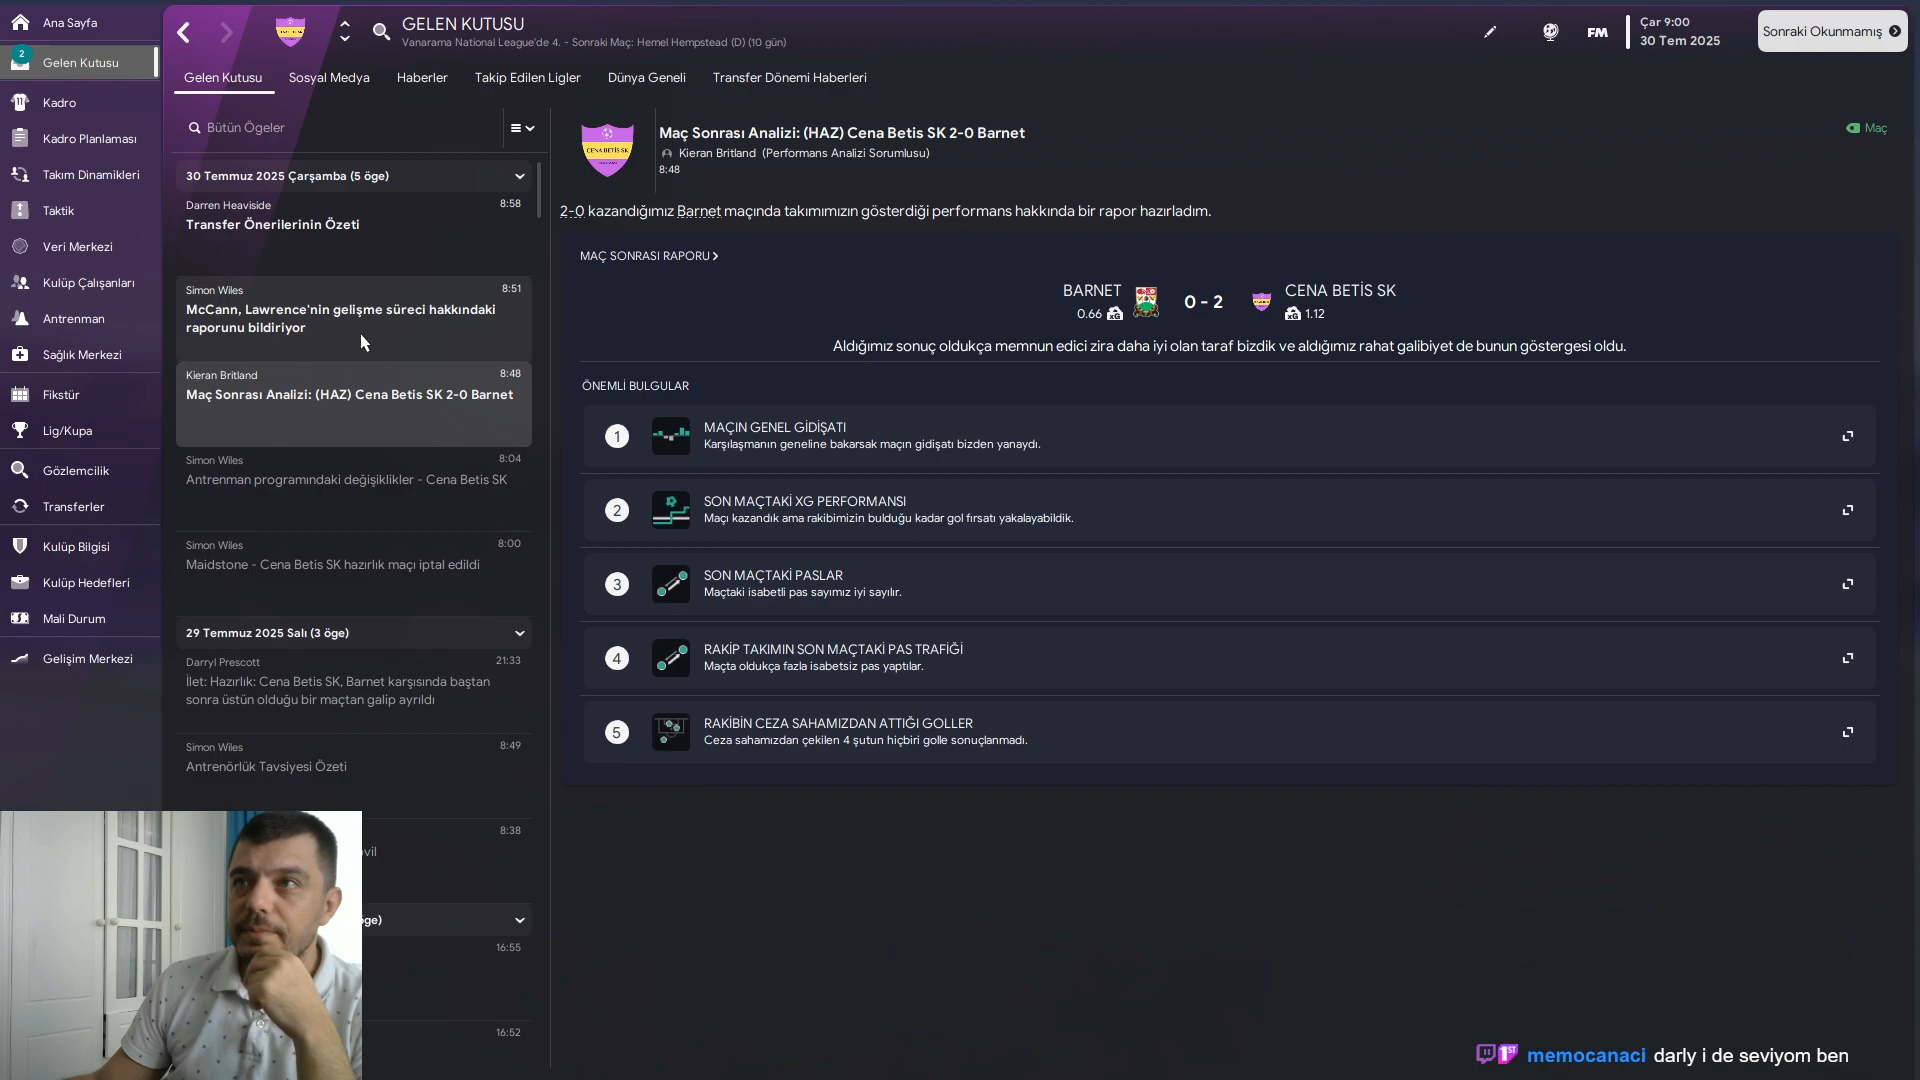 Ana Sayfa
2
Gelen Kutusu
Kadro
Kadro Planlaması
Takım Dinamikleri
Taktik
Veri Merkezi
Kulüp Çalışanları
Antrenman
Sağlık Merkezi
Fikstür
Lig/Kupa
Gözlemcilik
Transferler
Kulüp Bilgisi
Kulüp Hedefleri
Mali Durum
Gelişim Merkezi
GELEN KUTUSU
Vanarama National League'de 4. - Sonraki Maç: Hemel Hempstead (D) (10 gün)
FM
Çar 9:00
30 Tem 2025
Sonraki Okunmamış
Gelen Kutusu
Sosyal Medya
Haberler
Takip Edilen Ligler
Dünya Geneli
Transfer Dönemi Haberleri
Bütün Ögeler
30 Temmuz 2025 Çarşamba (5 öge)
Darren Heaviside 8:58
Transfer Önerilerinin Özeti
Simon Wiles 8:51
McCann, Lawrence'nin gelişme süreci hakkındaki
raporunu bildiriyor
Kieran Britland 8:48
Maç Sonrası Analizi: (HAZ) Cena Betis SK 2-0 Barnet
Simon Wiles 8:04
Antrenman programındaki değişiklikler - Cena Betis SK
Simon Wiles 8:00
Maidstone - Cena Betis SK hazırlık maçı iptal edildi
29 Temmuz 2025 Salı (3 öge)
Darryl Prescott 21:33
İlet: Hazırlık: Cena Betis SK, Barnet karşısında baştan
sonra üstün olduğu bir maçtan galip ayrıldı
Simon Wiles 8:49
Antrenörlük Tavsiyesi Özeti
8:38
vil
öge)
16:55
16:52
CENA BETİS SK
Maç Sonrası Analizi: (HAZ) Cena Betis SK 2-0 Barnet
Kieran Britland (Performans Analizi Sorumlusu)
8:48
Maç
2-0 kazandığımız Barnet maçında takımımızın gösterdiği performans hakkında bir rapor hazırladım.
MAÇ SONRASI RAPORU
BARNET 0 - 2 CENA BETİS SK
0.66 xG xG 1.12
Aldığımız sonuç oldukça memnun edici zira daha iyi olan taraf bizdik ve aldığımız rahat galibiyet de bunun göstergesi oldu.
ÖNEMLİ BULGULAR
1
MAÇIN GENEL GİDİŞATI
Karşılaşmanın geneline bakarsak maçın gidişatı bizden yanaydı.
2
SON MAÇTAKİ XG PERFORMANSI
Maçı kazandık ama rakibimizin bulduğu kadar gol fırsatı yakalayabildik.
3
SON MAÇTAKİ PASLAR
Maçtaki isabetli pas sayımız iyi sayılır.
4
RAKİP TAKIMIN SON MAÇTAKİ PAS TRAFİĞİ
Maçta oldukça fazla isabetsiz pas yaptılar.
5
RAKİBİN CEZA SAHAMIZDAN ATTIĞI GOLLER
Ceza sahamızdan çekilen 4 şutun hiçbiri golle sonuçlanmadı.
1ST memocanaci darly i de seviyom ben